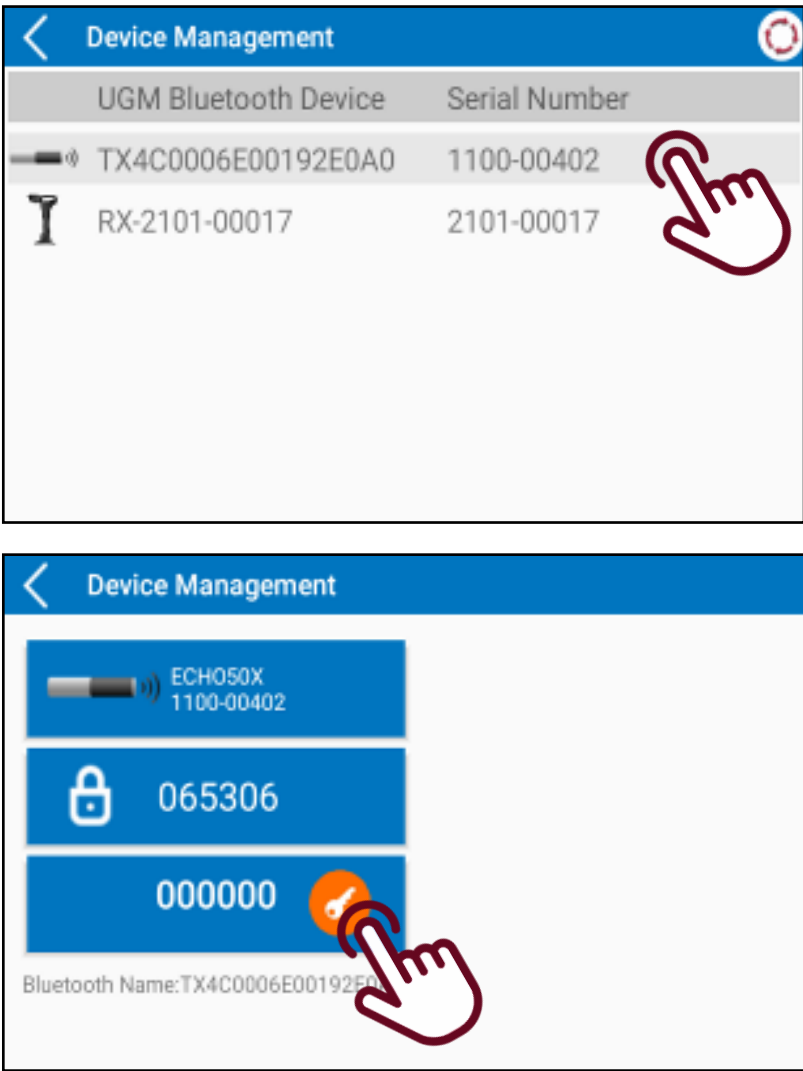 Device Management
UGM Bluetooth Device Serial Number
TX4C0006E00192E0A0 1100-00402
RX-2101-00017 2101-00017
Device Management
ECHO50X
1100-00402
065306
000000
Bluetooth Name:TX4C0006E00192E0